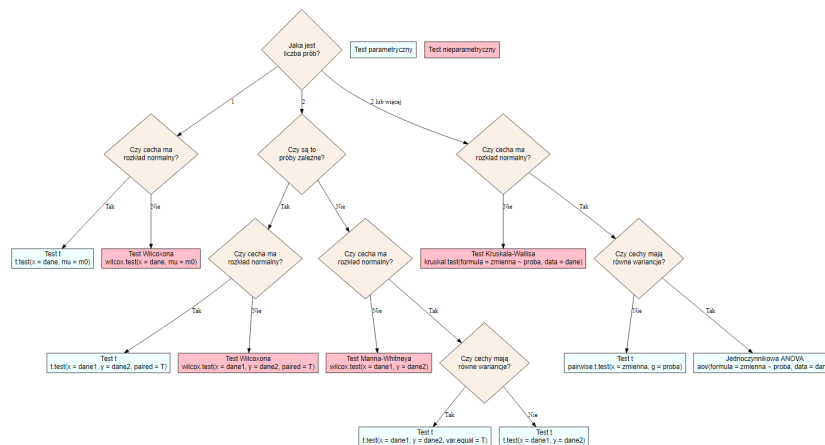 Jaka jest
liczba prób?
Test parametryczny
Test nieparametryczny
1
2
2 lub więcej
Czy cecha ma
rozkład normalny?
Czy są to
próby zależne?
Czy cecha ma
rozkład normalny?
Tak
Nie
Tak
Nie
Nie
Tak
Test t
t.test(x = dane, mu = m0)
Test Wilcoxona
wilcox.test(x = dane, mu = m0)
Czy cecha ma
rozkład normalny?
Czy cecha ma
rozkład normalny?
Test Kruskala-Wallisa
kruskal.test(formula = zmienna ~ proba, data = dane)
Czy cechy mają
równe wariancje?
Tak
Nie
Nie
Tak
Nie
Tak
Test t
t.test(x = dane1, y = dane2, paired = T)
Test Wilcoxona
wilcox.test(x = dane1, y = dane2, paired = T)
Test Manna-Whitneya
wilcox.test(x = dane1, y = dane2)
Czy cechy mają
równe wariancje?
Test t
pairwise.t.test(x = zmienna, g = proba)
Jednoczynnikowa ANOVA
aov(formula = zmienna ~ proba, data = dan
Tak
Nie
Test t
t.test(x = dane1, y = dane2, var.equal = T)
Test t
t.test(x = dane1, y = dane2)